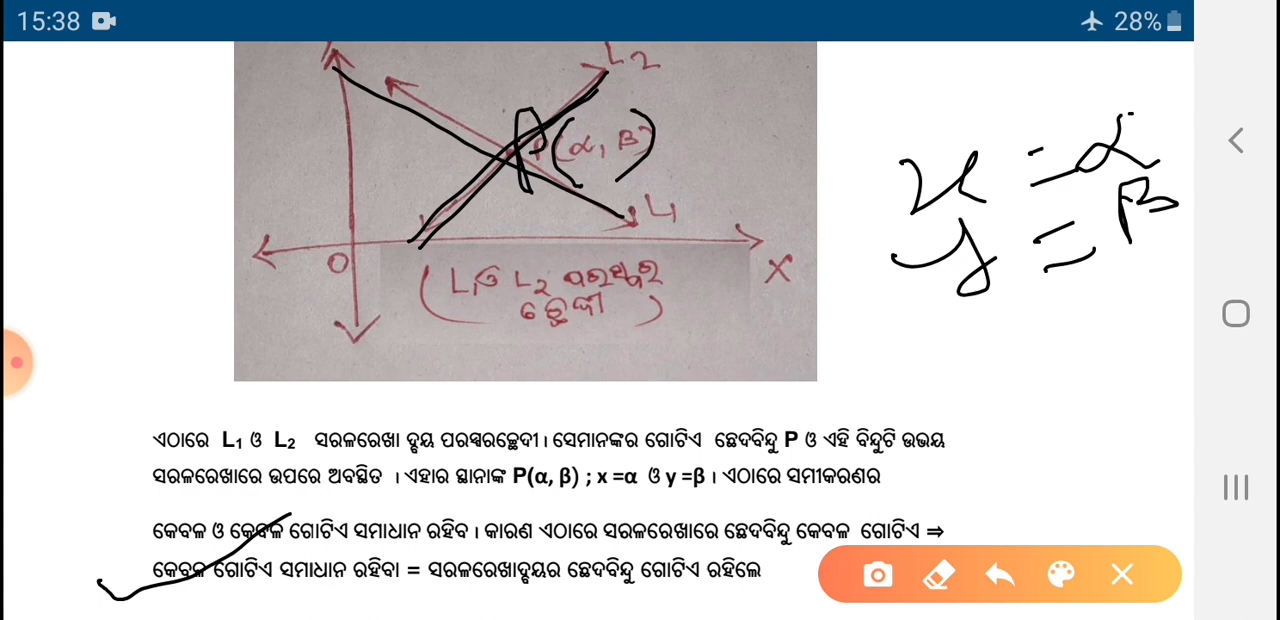 15:38
28%
L2
P(α, β)
x = α
y = β
L1
O
X
(L1ଓ L2 ପରସ୍ପର
ଛେଦୀ)
ଏଠାରେ L₁ ଓ L₂ ସରଳରେଖା ଦ୍ବୟ ପରସ୍ପରଚ୍ଛେଦୀ । ସେମାନଙ୍କର ଗୋଟିଏ ଛେଦବିନ୍ଦୁ P ଓ ଏହି ବିନ୍ଦୁଟି ଉଭୟ
ସରଳରେଖାରେ ଉପରେ ଅବସ୍ଥିତ । ଏହାର ସ୍ଥାନାଙ୍କ P(α, β) ; x =α ଓ y =β । ଏଠାରେ ସମୀକରଣର
କେବଳ ଓ କେବଳ ଗୋଟିଏ ସମାଧାନ ରହିବ । କାରଣ ଏଠାରେ ସରଳରେଖାରେ ଛେଦବିନ୍ଦୁ କେବଳ ଗୋଟିଏ ⇒
କେବଳ ଗୋଟିଏ ସମାଧାନ ରହିବା = ସରଳରେଖାଦ୍ୱୟର ଛେଦବିନ୍ଦୁ ଗୋଟିଏ ରହିଲେ